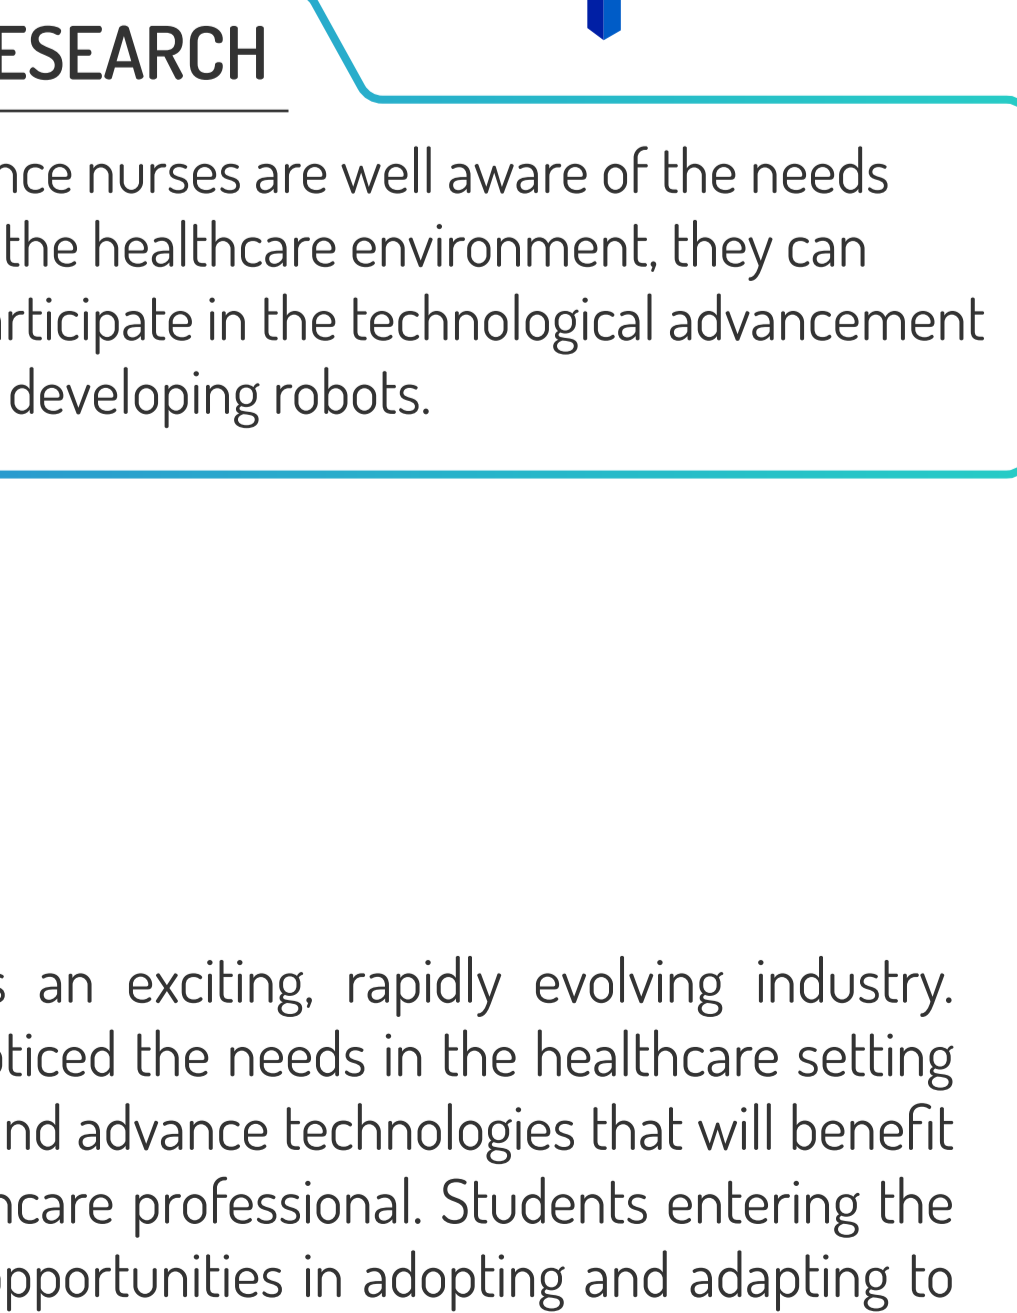 ESEARCH
nce nurses are well aware of the needs
the healthcare environment, they can
rticipate in the technological advancement
developing robots.
s an exciting, rapidly evolving industry.
ticed the needs in the healthcare setting
nd advance technologies that will benefit
care professional. Students entering the
pportunities in adopting and adapting to